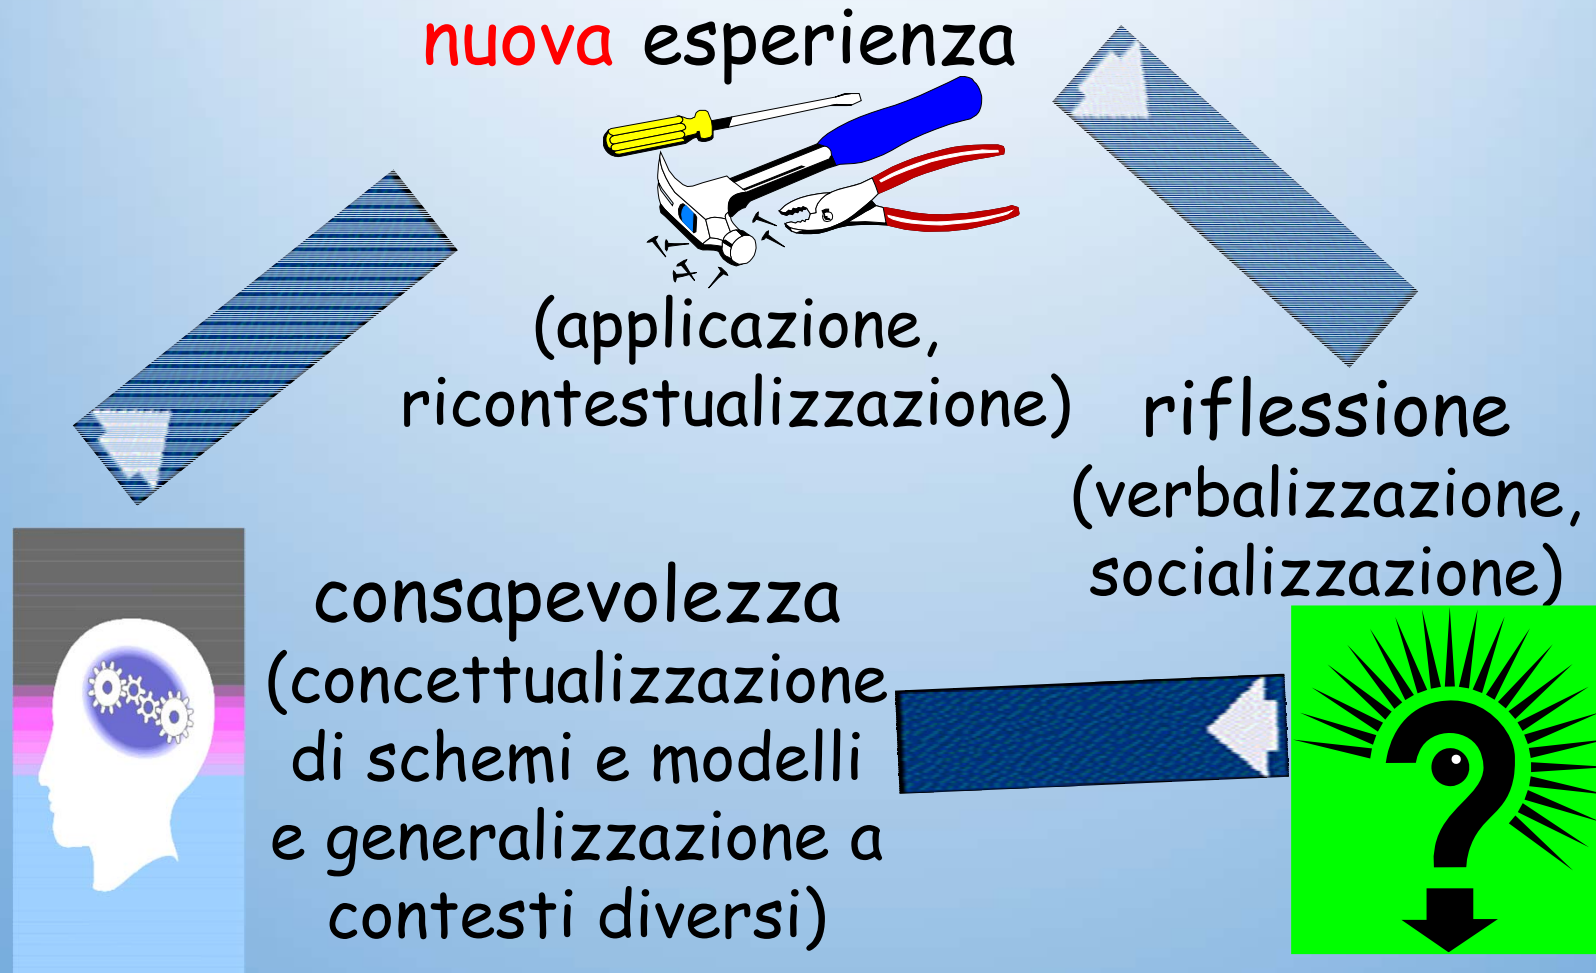 nuova esperienza
(applicazione,
ricontestualizzazione)
riflessione
(verbalizzazione,
socializzazione)
consapevolezza
(concettualizzazione
di schemi e modelli
e generalizzazione a
contesti diversi)